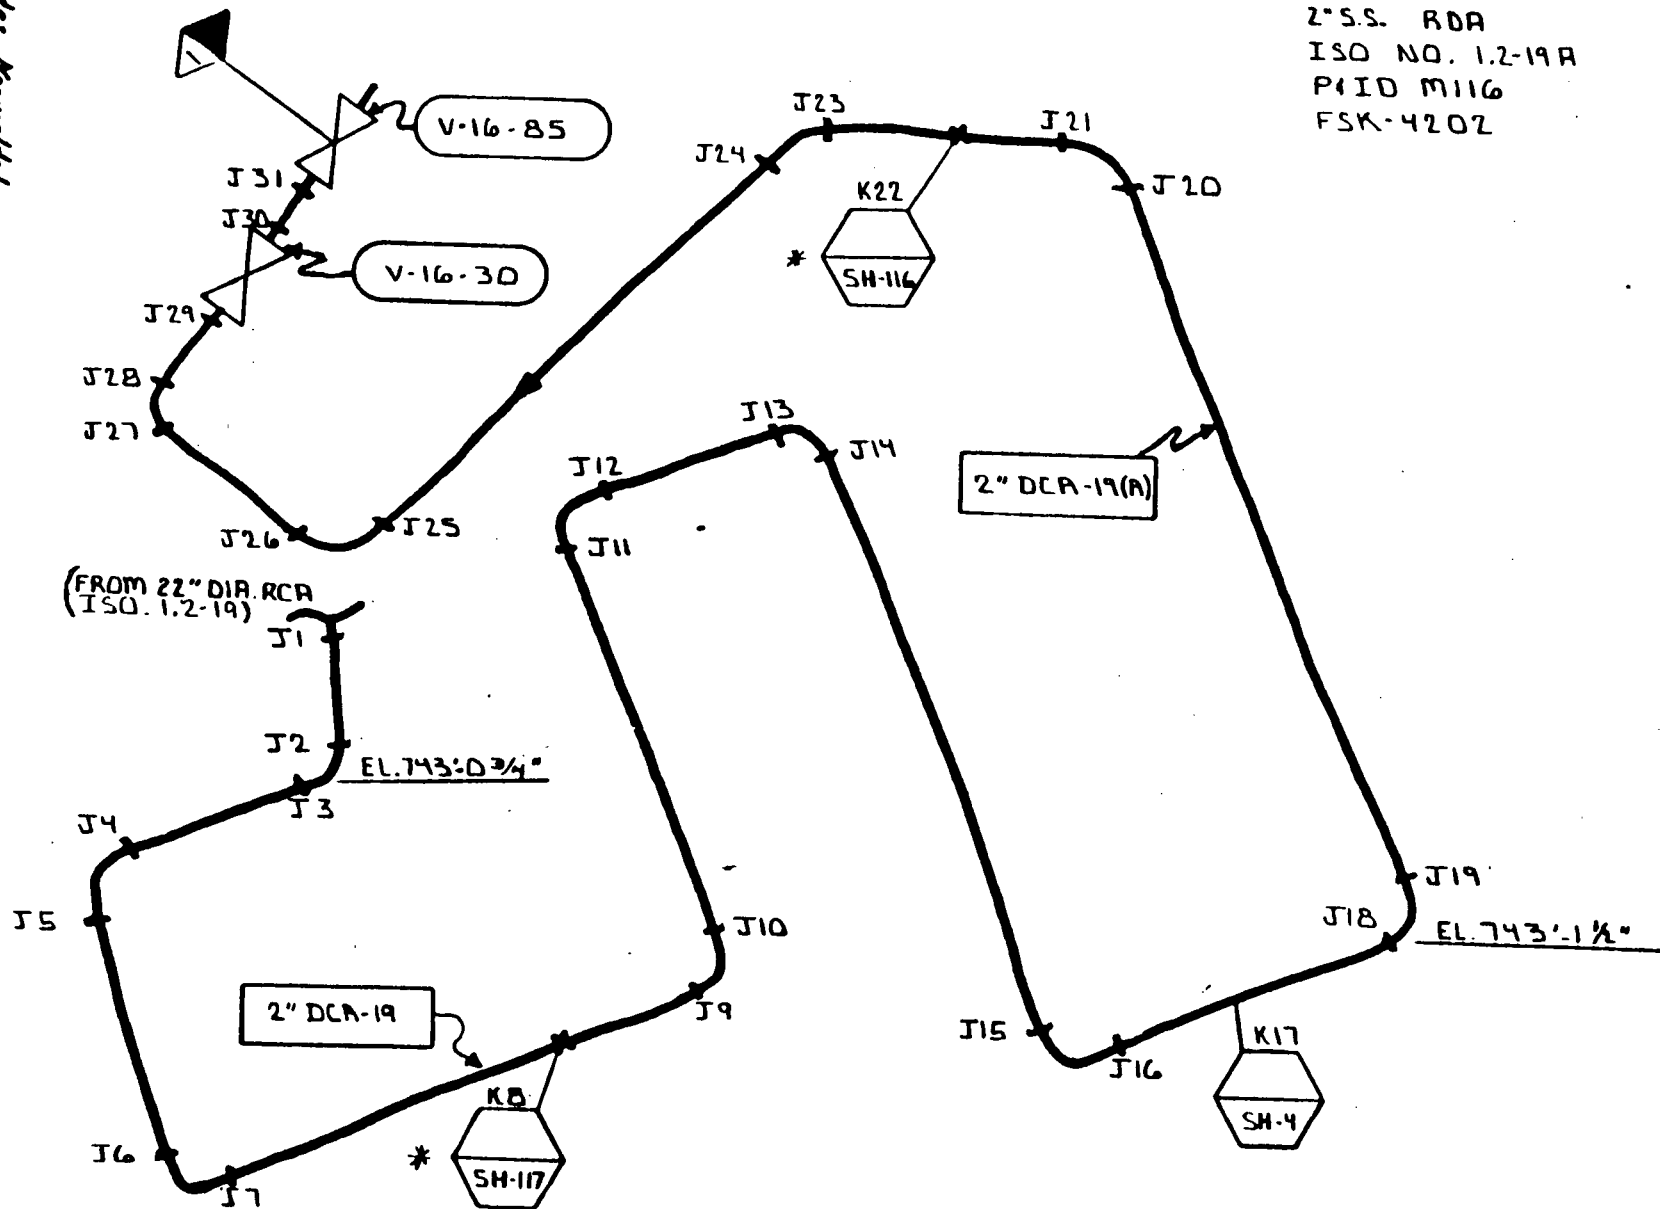 2" S.S. RDA
ISO NO. 1.2-19A
P&ID M116
FSK-4202
V-16-85
J23
J21
J24
J20
J31
K22
J30
*
SH-116
V-16-30
J29
J28
J27
J13
J14
J12
2" DCA-19(A)
J26
J25
J11
(FROM 22" DIA. RCA
ISO. 1.2-19)
J1
J2
EL. 743'-0 3/4"
J3
J4
J19
J5
J18
EL. 743'-1 1/2"
J10
2" DCA-19
J9
J15
K17
J16
K8
SH-4
J6
*
SH-117
J7